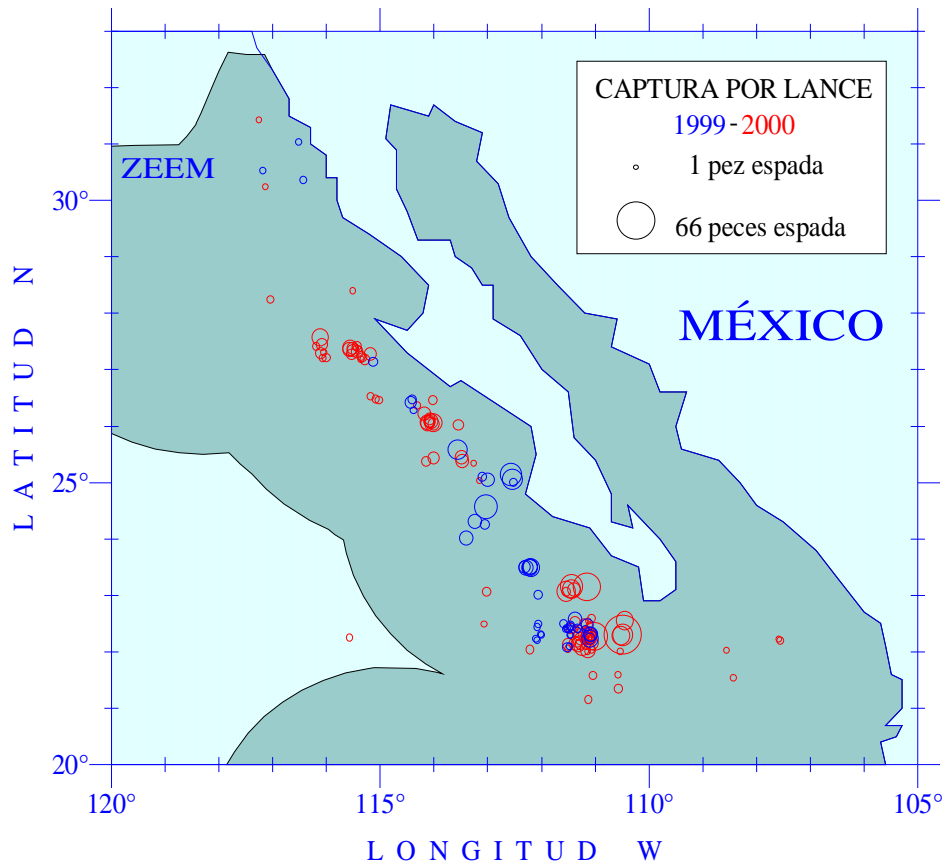 CAPTURA POR LANCE
1999-2000
1 pez espada
66 peces espada
ZEEM
MÉXICO
30°
25°
20°
LATITUD N
120° 115° 110° 105°
LONGITUD W